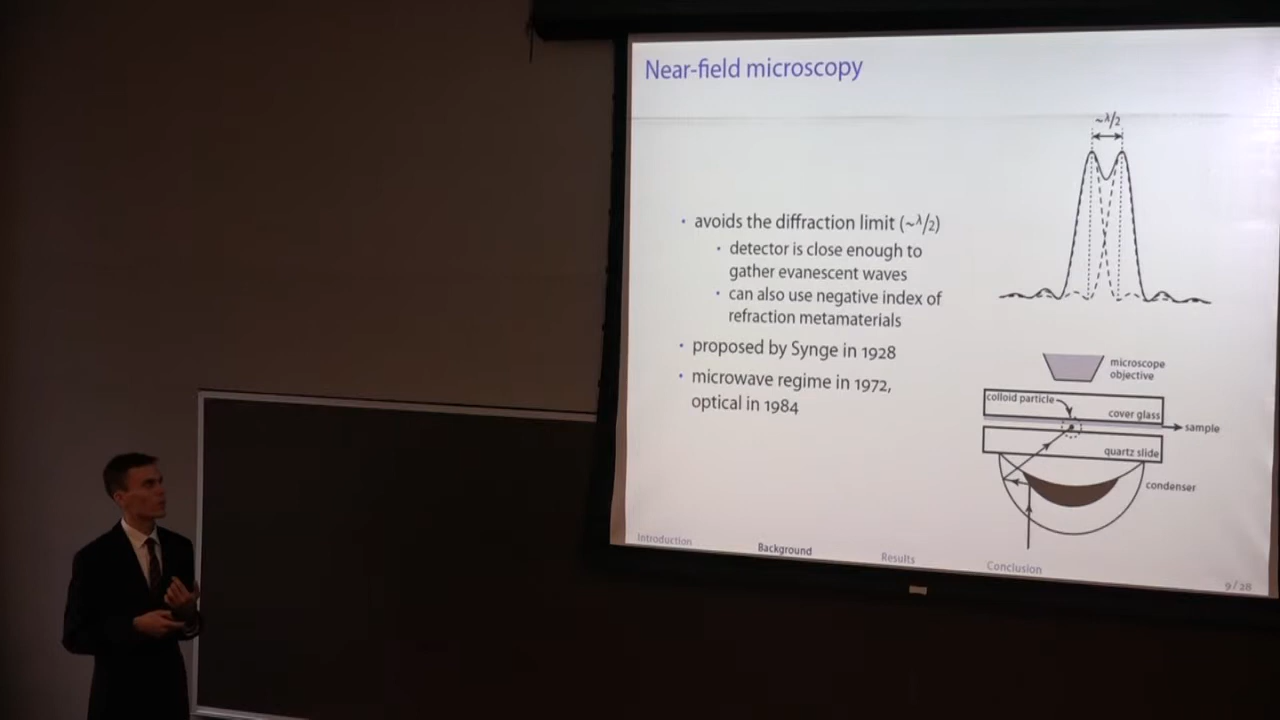 Near-field microscopy
• avoids the diffraction limit (~λ/2)
• detector is close enough to
gather evanescent waves
• can also use negative index of
refraction metamaterials
• proposed by Synge in 1928
• microwave regime in 1972,
optical in 1984
~λ/2
microscope
objective
colloid particle
cover glass
sample
quartz slide
condenser
Introduction
Background
Results
Conclusion
9 / 28